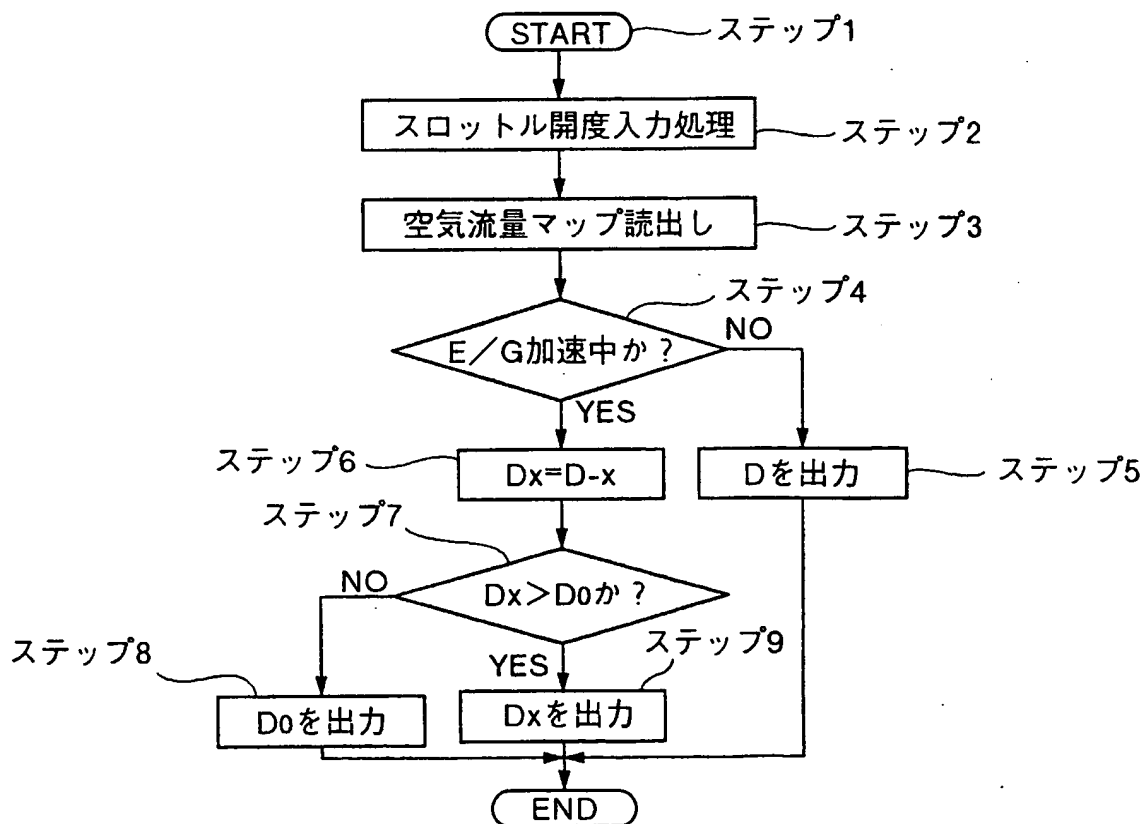 START
ステップ1
スロットル開度入力処理
ステップ2
空気流量マップ読出し
ステップ3
ステップ4
E／G加速中か？
NO
YES
ステップ6
Dx=D-x
Dを出力
ステップ5
ステップ7
Dx＞D0か？
NO
YES
ステップ8
ステップ9
D0を出力
Dxを出力
END